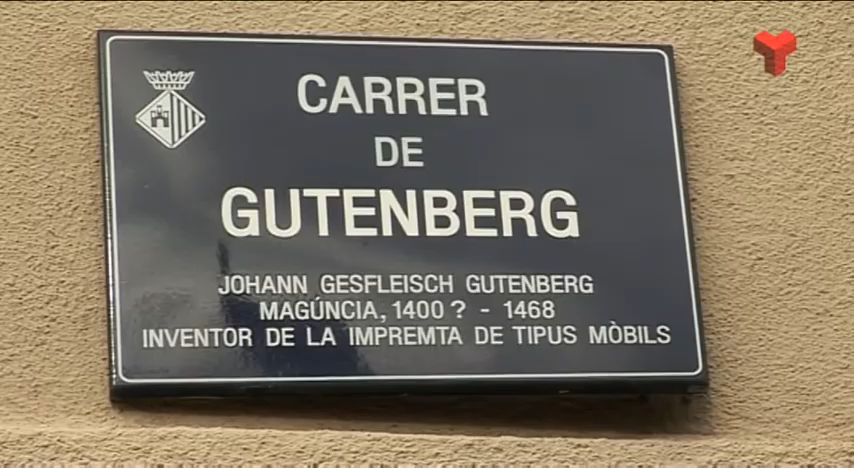 CARRER
DE
GUTENBERG
JOHANN GESFLEISCH GUTENBERG
MAGÚNCIA, 1400 ? - 1468
INVENTOR DE LA IMPREMTA DE TIPUS MÒBILS